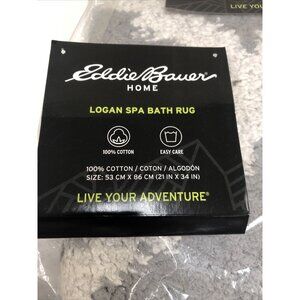 LIVE YOUR
Eddie Bauer
HOME
LOGAN SPA BATH RUG
100% COTTON
EASY CARE
100% COTTON / COTON / ALGODÓN
SIZE: 53 CM X 86 CM (21 IN X 34 IN)
LIVE YOUR ADVENTURE®